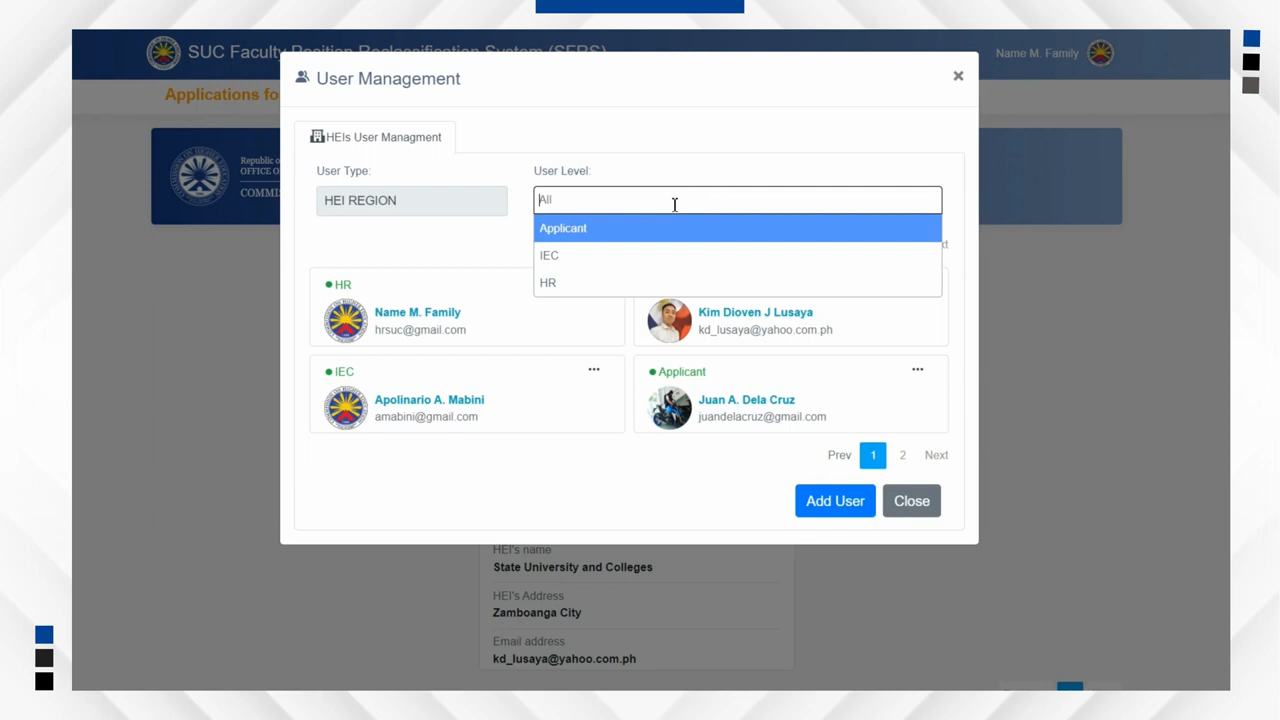 SUC Faculty Position Reclassification System (SFRS)
Name M. Family
Applications fo
Republic o
OFFICE O
COMMI
User Management
HEIs User Managment
User Type:
User Level:
HEI REGION
All
Applicant
IEC
HR
xt
HR
Name M. Family
hrsuc@gmail.com
Kim Dioven J Lusaya
kd_lusaya@yahoo.com.ph
IEC
Apolinario A. Mabini
amabini@gmail.com
Applicant
Juan A. Dela Cruz
juandelacruz@gmail.com
Prev 1 2 Next
Add User Close
HEI's name
State University and Colleges
HEI's Address
Zamboanga City
Email address
kd_lusaya@yahoo.com.ph